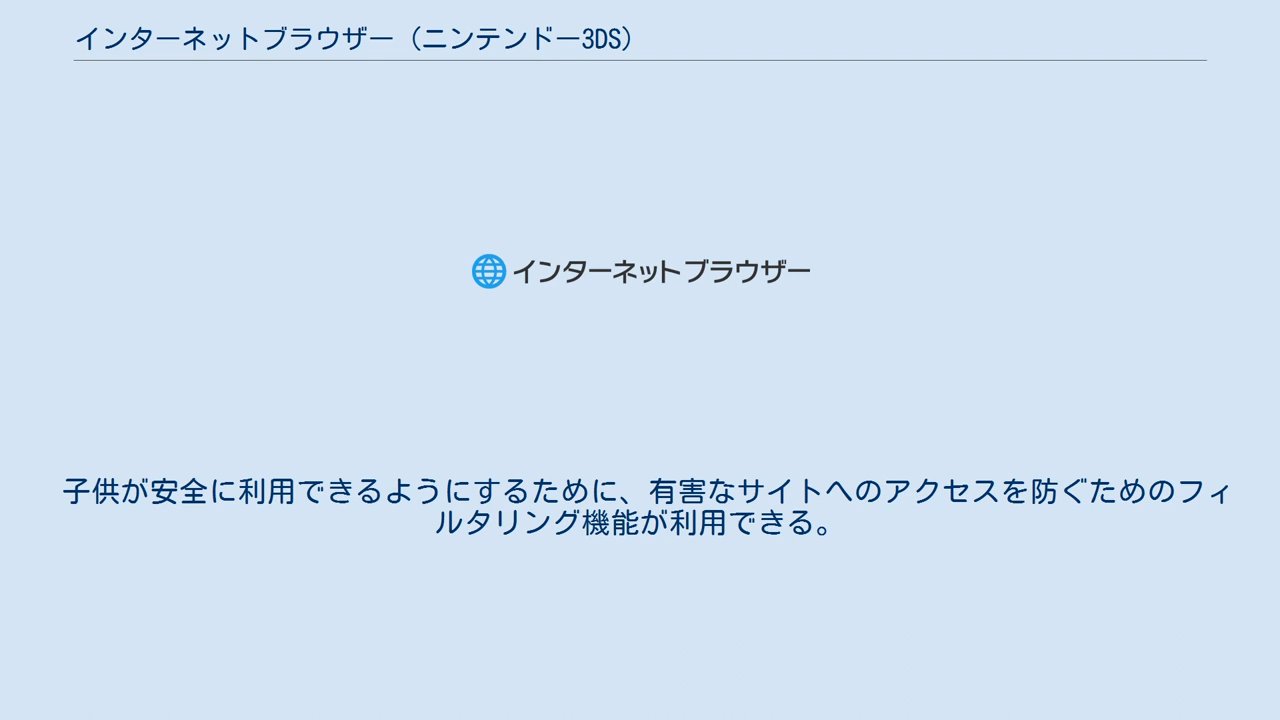 インターネットブラウザー（ニンテンドー3DS）
インターネットブラウザー
子供が安全に利用できるようにするために、有害なサイトへのアクセスを防ぐためのフィ
ルタリング機能が利用できる。